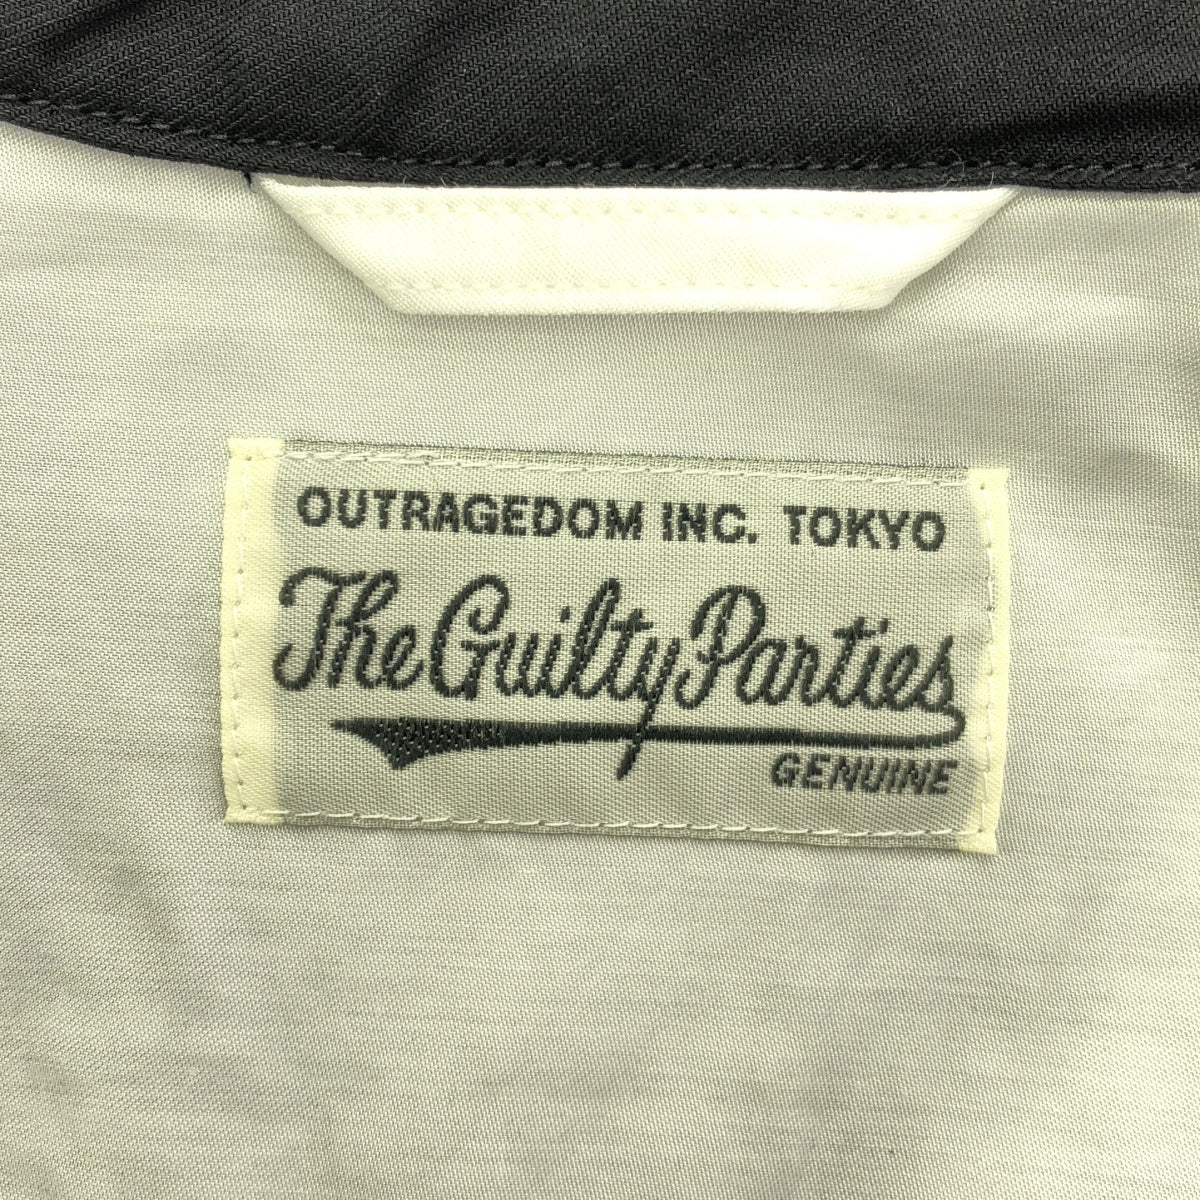 OUTRAGEDOM INC. TOKYO
The Guilty Parties
GENUINE